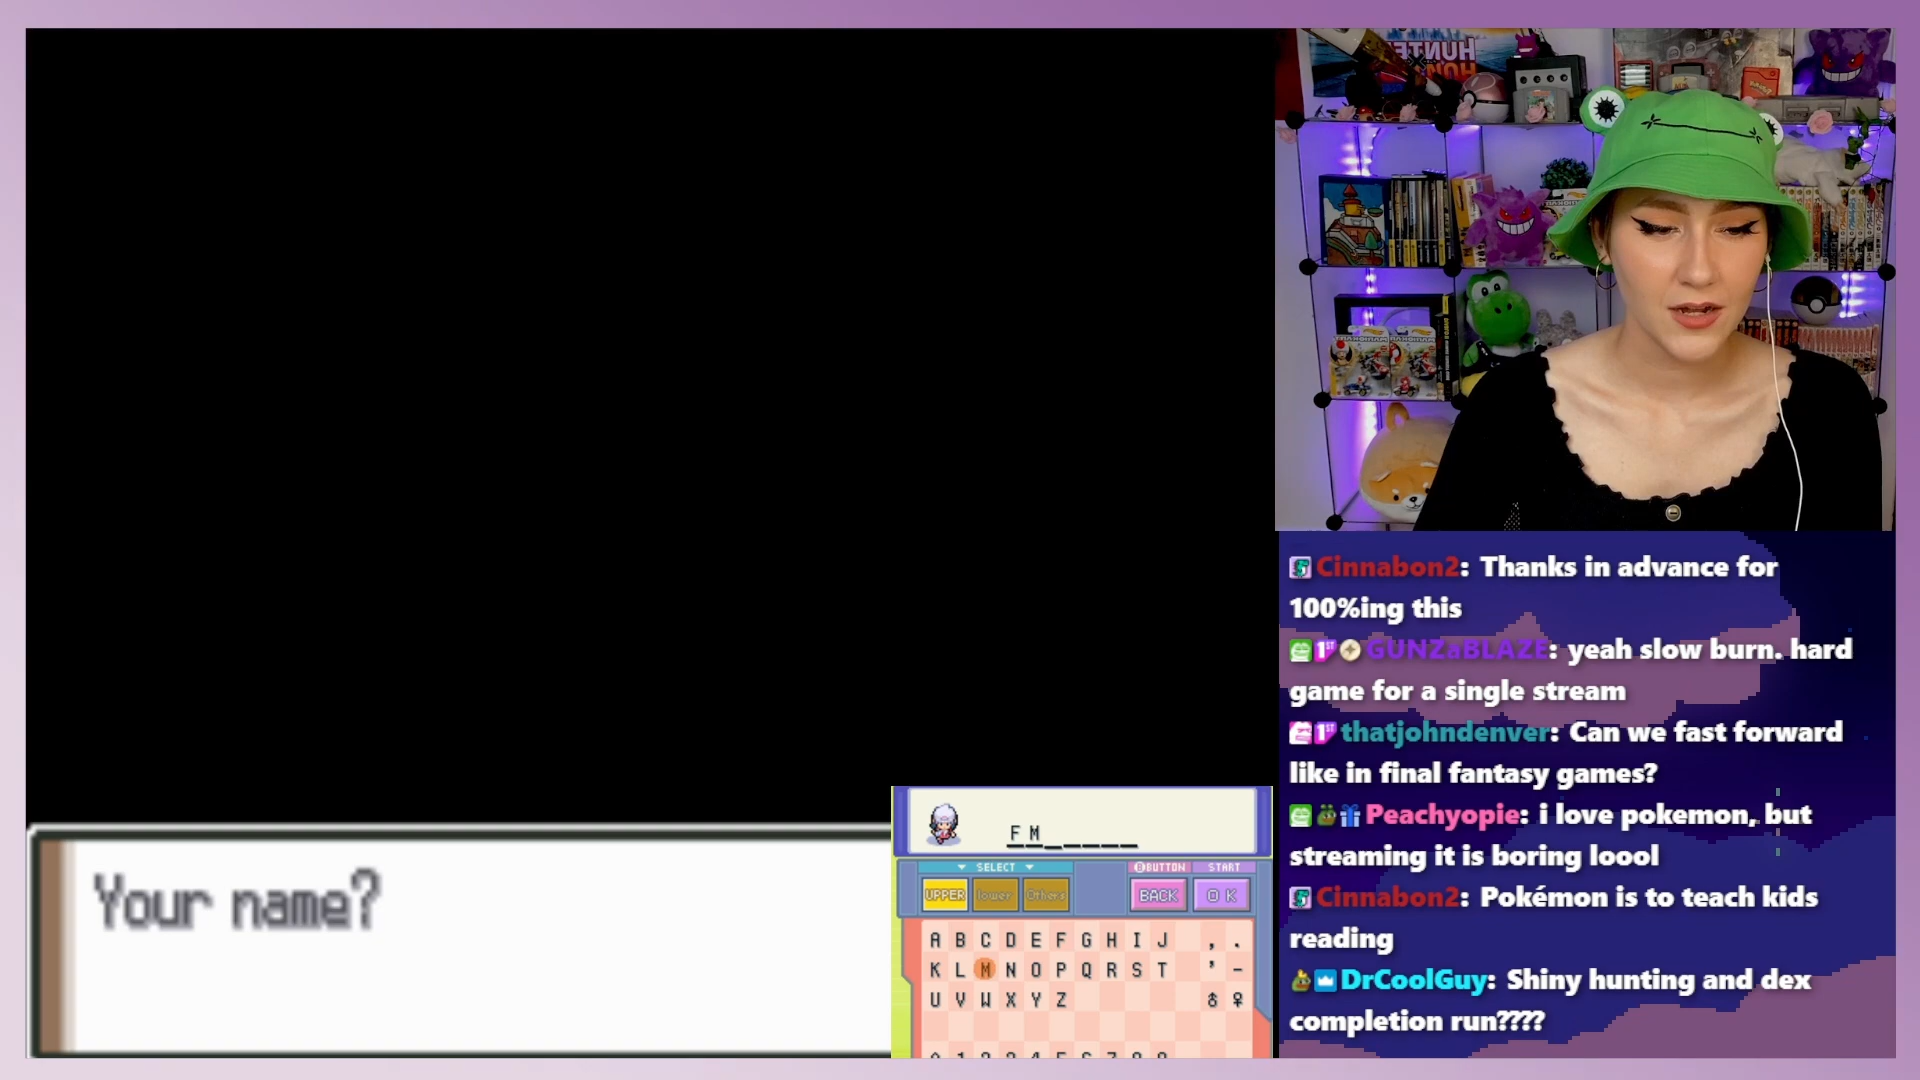 HUNTER
Cinnabon2: Thanks in advance for
100%ing this
GUNZaBLAZE: yeah slow burn. hard
game for a single stream
thatjohndenver: Can we fast forward
like in final fantasy games?
Peachyopie: i love pokemon, but
streaming it is boring loool
Cinnabon2: Pokémon is to teach kids
reading
DrCoolGuy: Shiny hunting and dex
completion run????
Your name?
F M
SELECT
B BUTTON START
UPPER lower Others BACK OK
A B C D E F G H I J , .
K L M N O P Q R S T ' -
U V W X Y Z ♂ ♀